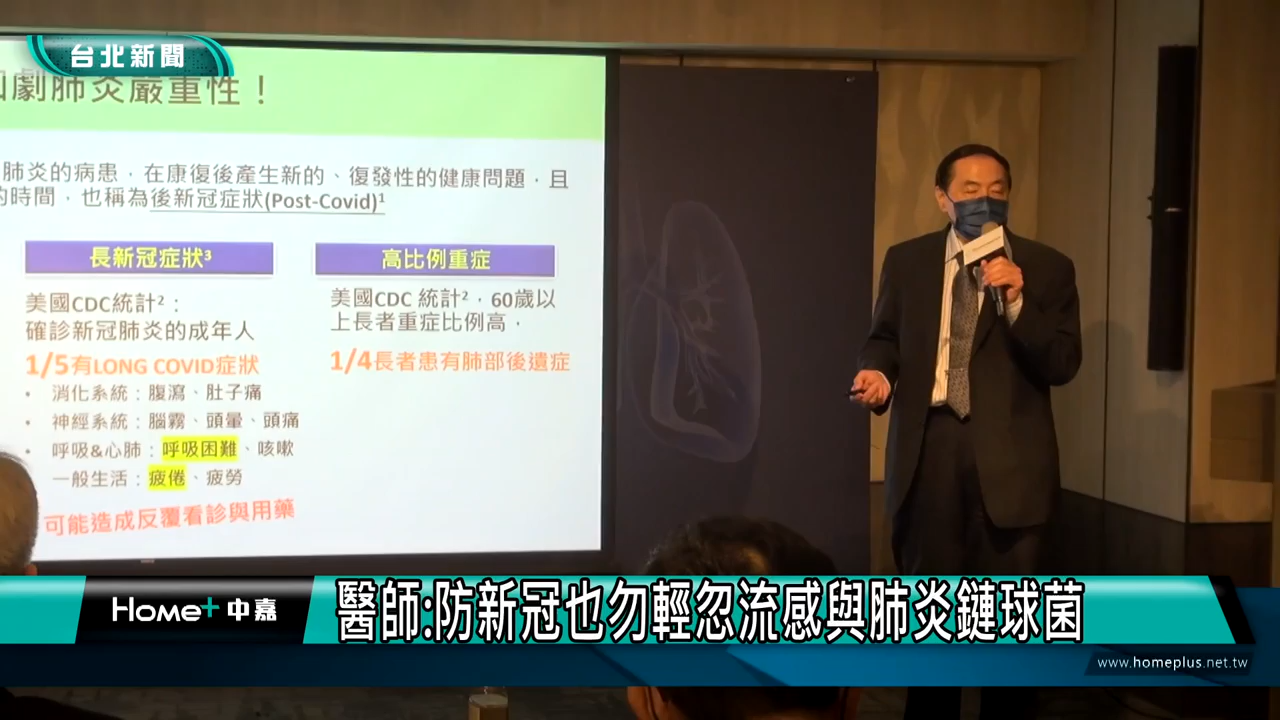 台北新聞
劇肺炎嚴重性！
肺炎的病患，在康復後產生新的、復發性的健康問題，且
的時間，也稱為後新冠症狀(Post-Covid)¹
長新冠症狀³
美國CDC統計²：
確診新冠肺炎的成年人
1/5有LONG COVID症狀
• 消化系統：腹瀉、肚子痛
• 神經系統：腦霧、頭暈、頭痛
• 呼吸&心肺：呼吸困難、咳嗽
一般生活：疲倦、疲勞
可能造成反覆看診與用藥
高比例重症
美國CDC 統計²，60歲以
上長者重症比例高，
1/4長者患有肺部後遺症
Home+ 中嘉
醫師:防新冠也勿輕忽流感與肺炎鏈球菌
www.homeplus.net.tw